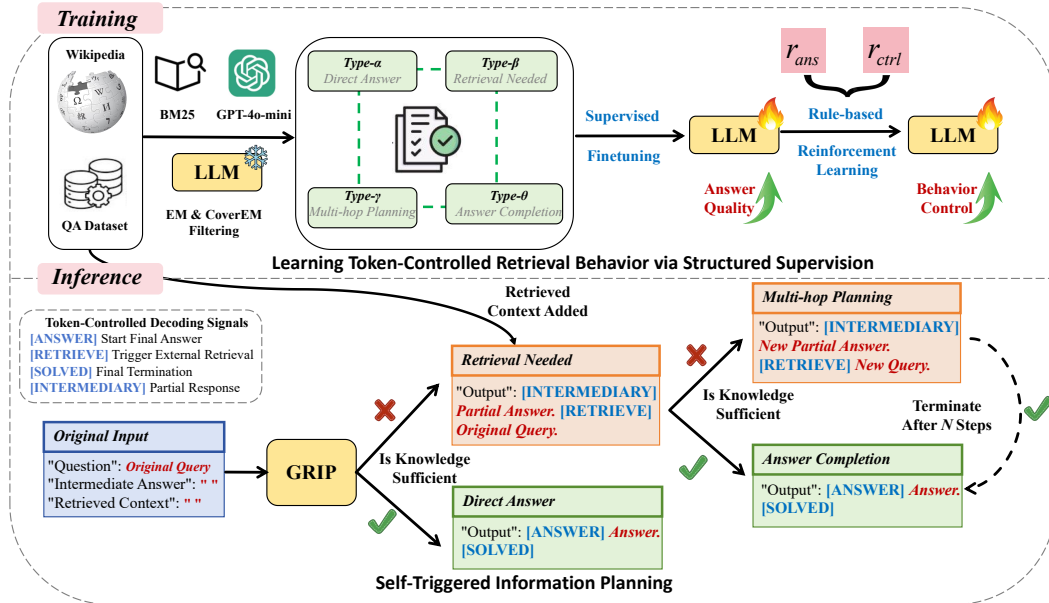 Training
Wikipedia
QA Dataset
BM25
GPT-4o-mini
LLM
EM & CoverEM
Filtering
Type-α
Direct Answer
Type-β
Retrieval Needed
Type-γ
Multi-hop Planning
Type-θ
Answer Completion
Supervised
Finetuning
LLM
Answer
Quality
r_ans
r_ctrl
Rule-based
Reinforcement
Learning
LLM
Behavior
Control
Learning Token-Controlled Retrieval Behavior via Structured Supervision
Inference
Token-Controlled Decoding Signals
[ANSWER] Start Final Answer
[RETRIEVE] Trigger External Retrieval
[SOLVED] Final Termination
[INTERMEDIARY] Partial Response
Original Input
"Question": Original Query
"Intermediate Answer": " "
"Retrieved Context": " "
GRIP
Is Knowledge
Sufficient
Retrieved
Context Added
Retrieval Needed
"Output": [INTERMEDIARY]
Partial Answer. [RETRIEVE]
Original Query.
Direct Answer
"Output": [ANSWER] Answer.
[SOLVED]
Is Knowledge
Sufficient
Multi-hop Planning
"Output": [INTERMEDIARY]
New Partial Answer.
[RETRIEVE] New Query.
Terminate
After N Steps
Answer Completion
"Output": [ANSWER] Answer.
[SOLVED]
Self-Triggered Information Planning